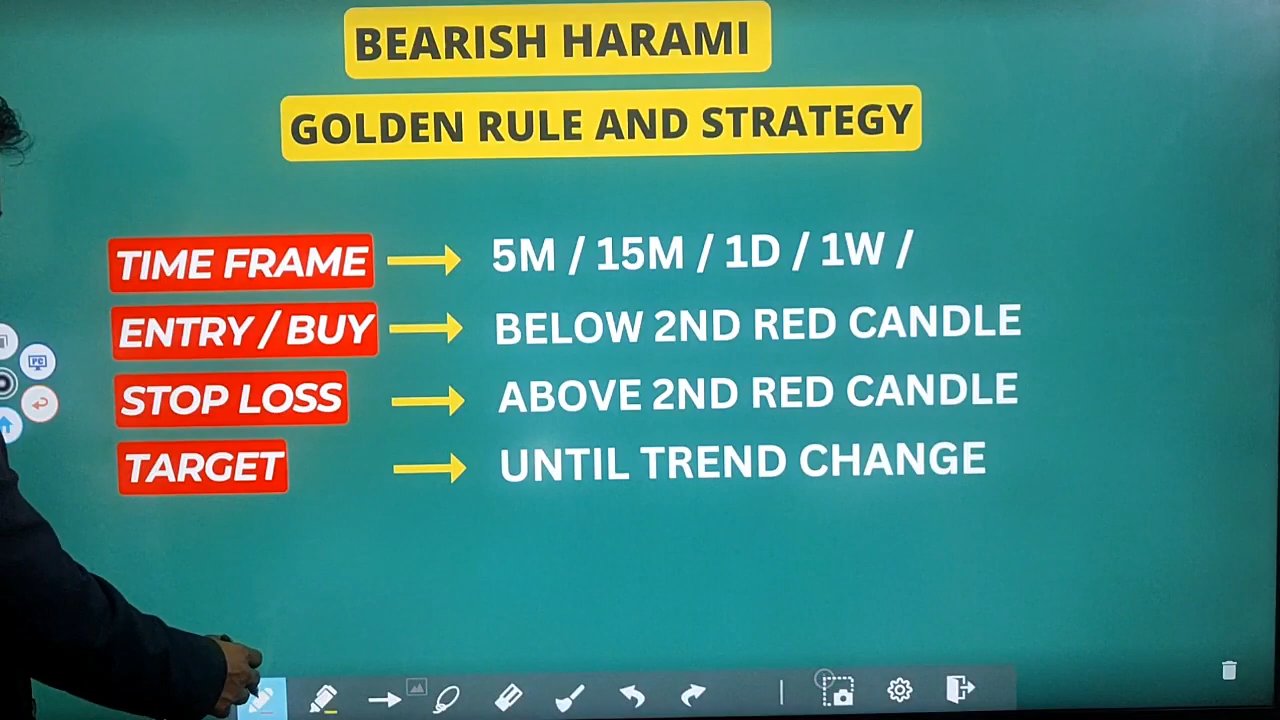 BEARISH HARAMI
GOLDEN RULE AND STRATEGY
TIME FRAME 5M / 15M / 1D / 1W /
ENTRY / BUY BELOW 2ND RED CANDLE
STOP LOSS ABOVE 2ND RED CANDLE
TARGET UNTIL TREND CHANGE
PC